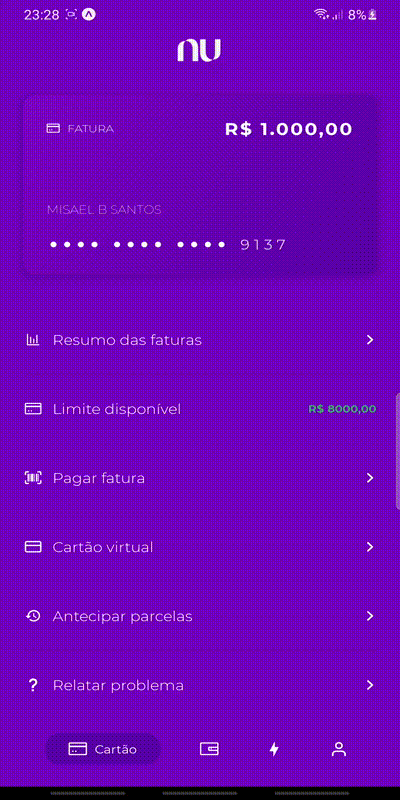 23:28 8%
nu
FATURA R$ 1.000,00
MISAEL B SANTOS
•••• •••• •••• 9137
Resumo das faturas
Limite disponível R$ 8000,00
Pagar fatura
Cartão virtual
Antecipar parcelas
Relatar problema
Cartão